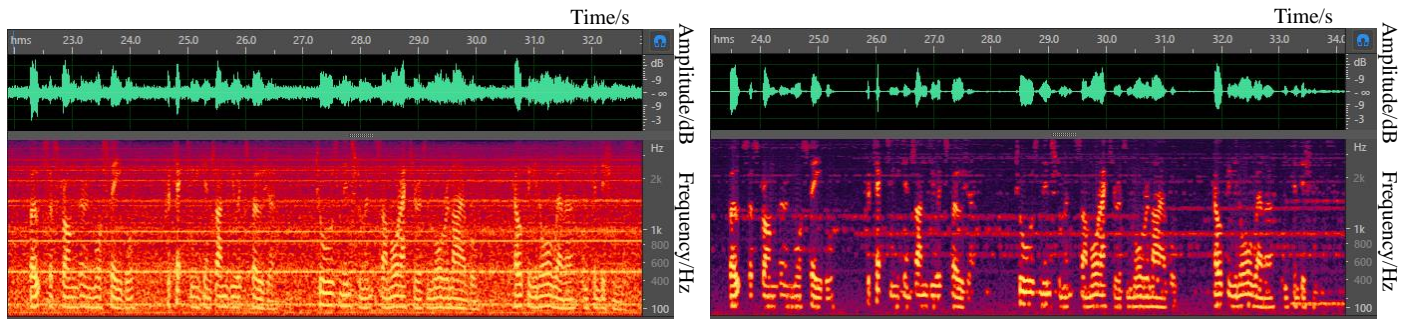 Time/s
hms 23.0 24.0 25.0 26.0 27.0 28.0 29.0 30.0 31.0 32.0
dB
-9
-∞
-9
-3
Amplitude/dB
Hz
2k
1k
800
600
400
100
Frequency/Hz
Time/s
hms 24.0 25.0 26.0 27.0 28.0 29.0 30.0 31.0 32.0 33.0 34.0
dB
-9
-∞
-9
-3
Amplitude/dB
Hz
2k
1k
800
600
400
100
Frequency/Hz